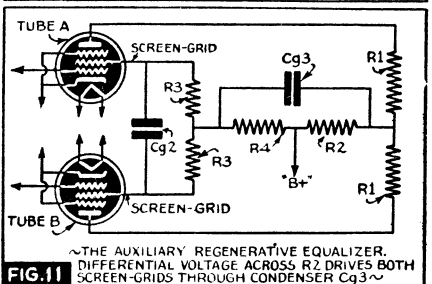 TUBE A
SCREEN-GRID
Cg3
R1
R3
Cg2
R4
R2
R3
"B+"
R1
TUBE B
SCREEN-GRID
~THE AUXILIARY REGENERATIVE EQUALIZER.
FIG.11 DIFFERENTIAL VOLTAGE ACROSS R2 DRIVES BOTH
SCREEN-GRIDS THROUGH CONDENSER Cg3~